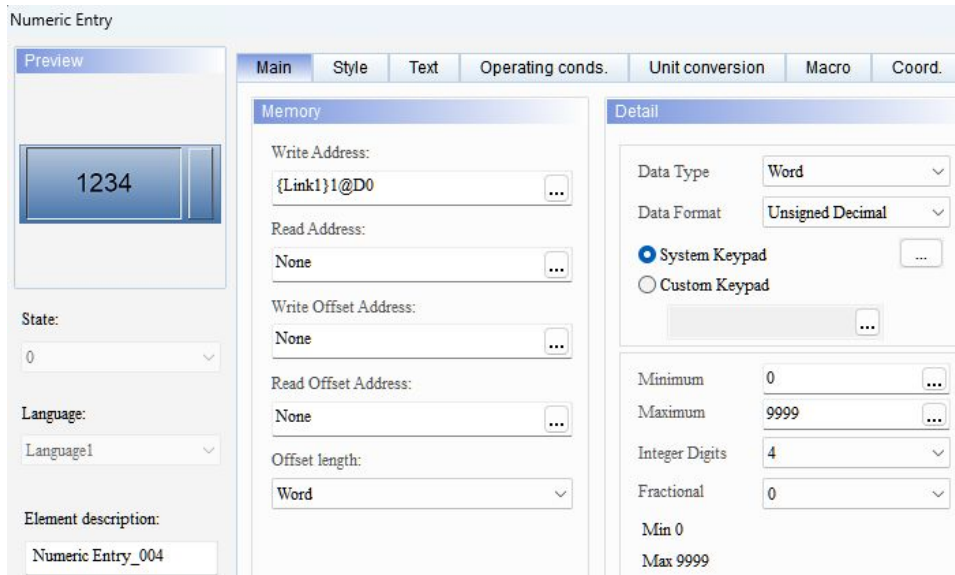 Numeric Entry
Preview
1234
State:
0
Language:
Language1
Element description:
Numeric Entry_004
Main Style Text Operating conds. Unit conversion Macro Coord.
Memory
Write Address:
{Link1}1@D0 ...
Read Address:
None ...
Write Offset Address:
None ...
Read Offset Address:
None ...
Offset length:
Word
Detail
Data Type Word
Data Format Unsigned Decimal
System Keypad ...
Custom Keypad
...
Minimum 0 ...
Maximum 9999 ...
Integer Digits 4
Fractional 0
Min 0
Max 9999